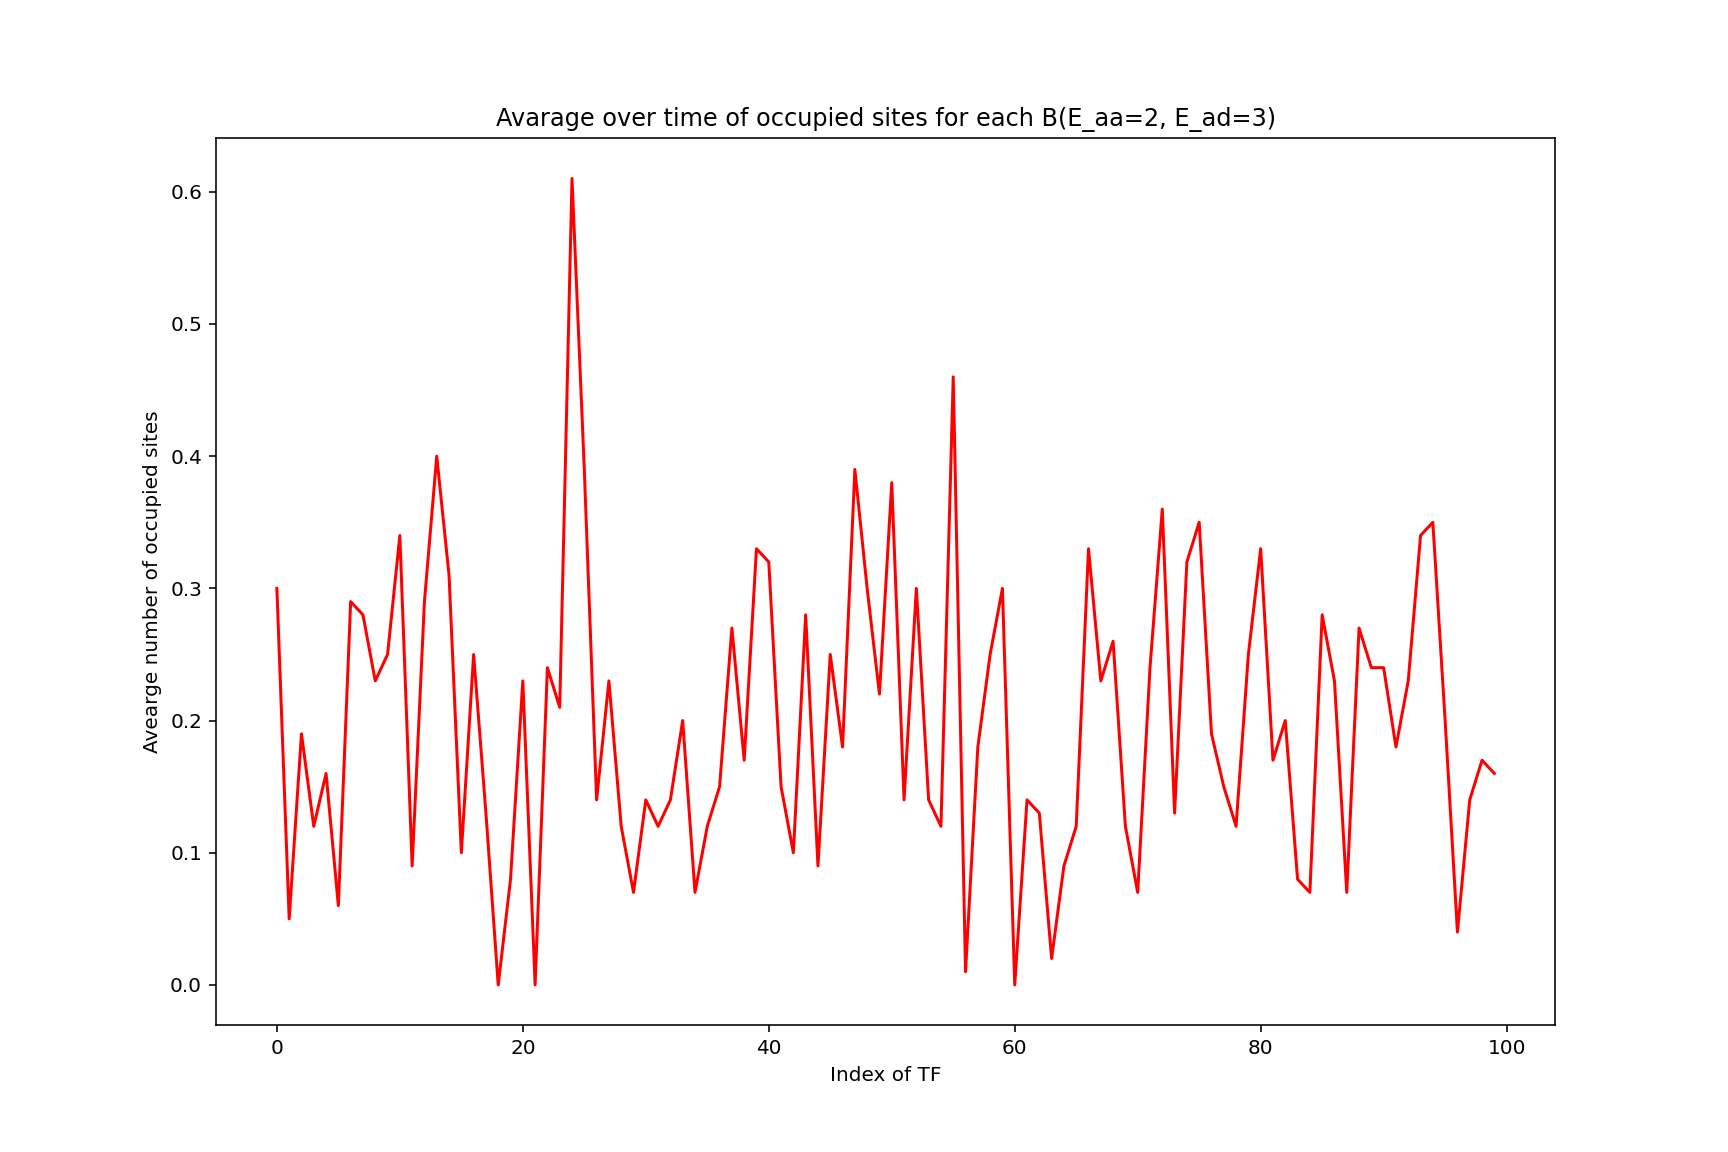 Avarage over time of occupied sites for each B(E_aa=2, E_ad=3)
Avearge number of occupied sites
0.6
0.5
0.4
0.3
0.2
0.1
0.0
0 20 40 60 80 100
Index of TF